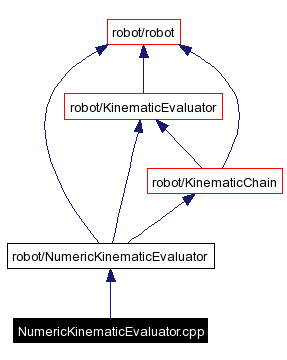 robot/robot
robot/KinematicEvaluator
robot/KinematicChain
robot/NumericKinematicEvaluator
NumericKinematicEvaluator.cpp